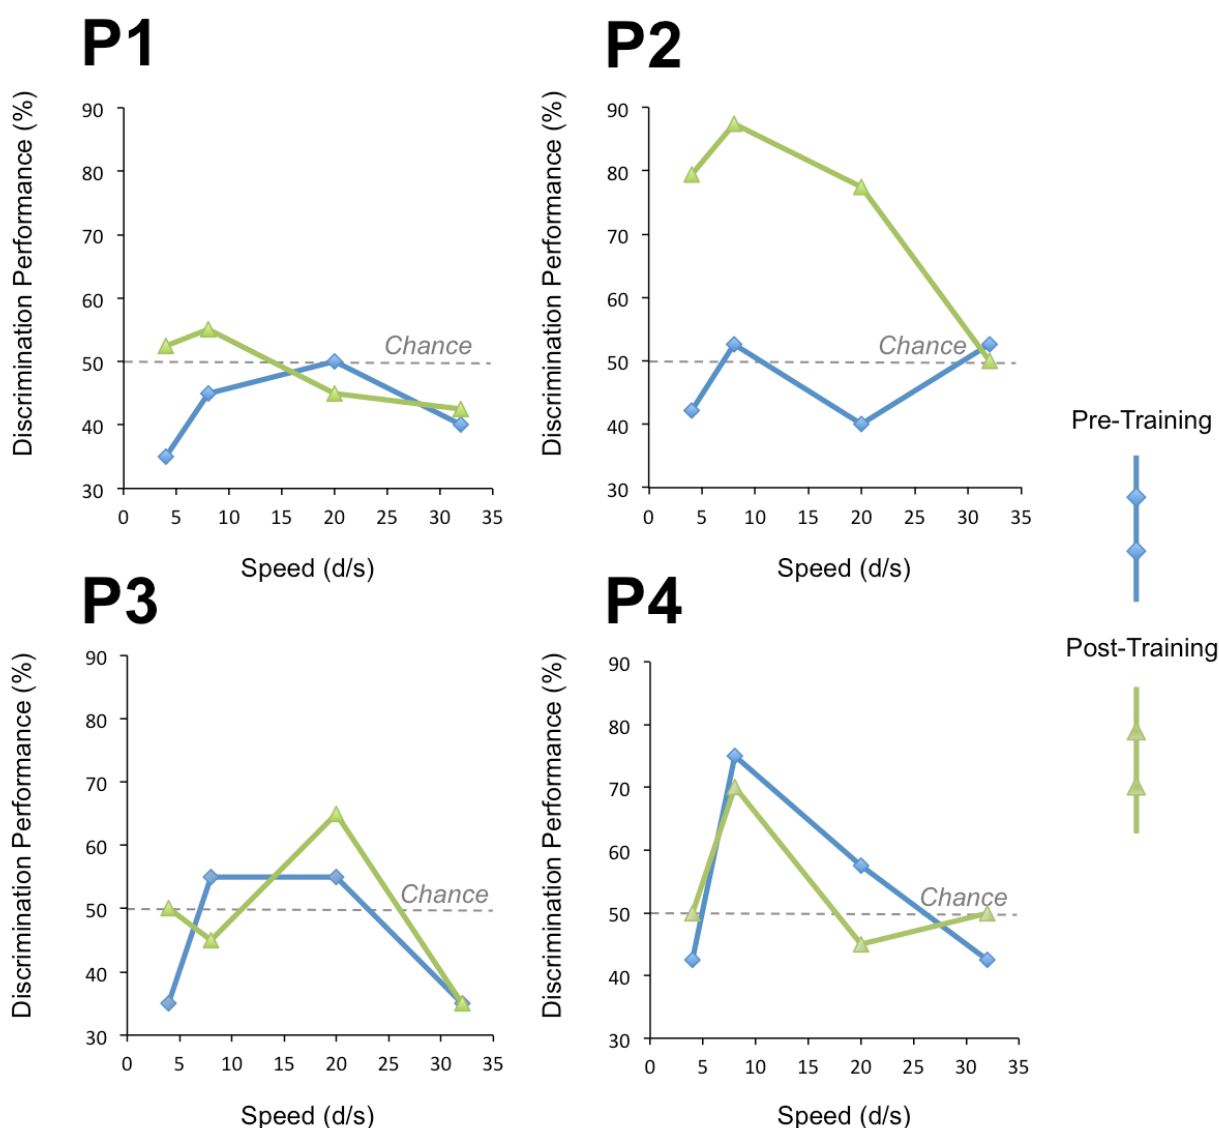 P1
Discrimination Performance (%)
90
80
70
60
50
40
30
Chance
0 5 10 15 20 25 30 35
Speed (d/s)
P2
Discrimination Performance (%)
90
80
70
60
50
40
30
Chance
0 5 10 15 20 25 30 35
Speed (d/s)
P3
Discrimination Performance (%)
90
80
70
60
50
40
30
Chance
0 5 10 15 20 25 30 35
Speed (d/s)
P4
Discrimination Performance (%)
90
80
70
60
50
40
30
Chance
0 5 10 15 20 25 30 35
Speed (d/s)
Pre-Training
Post-Training